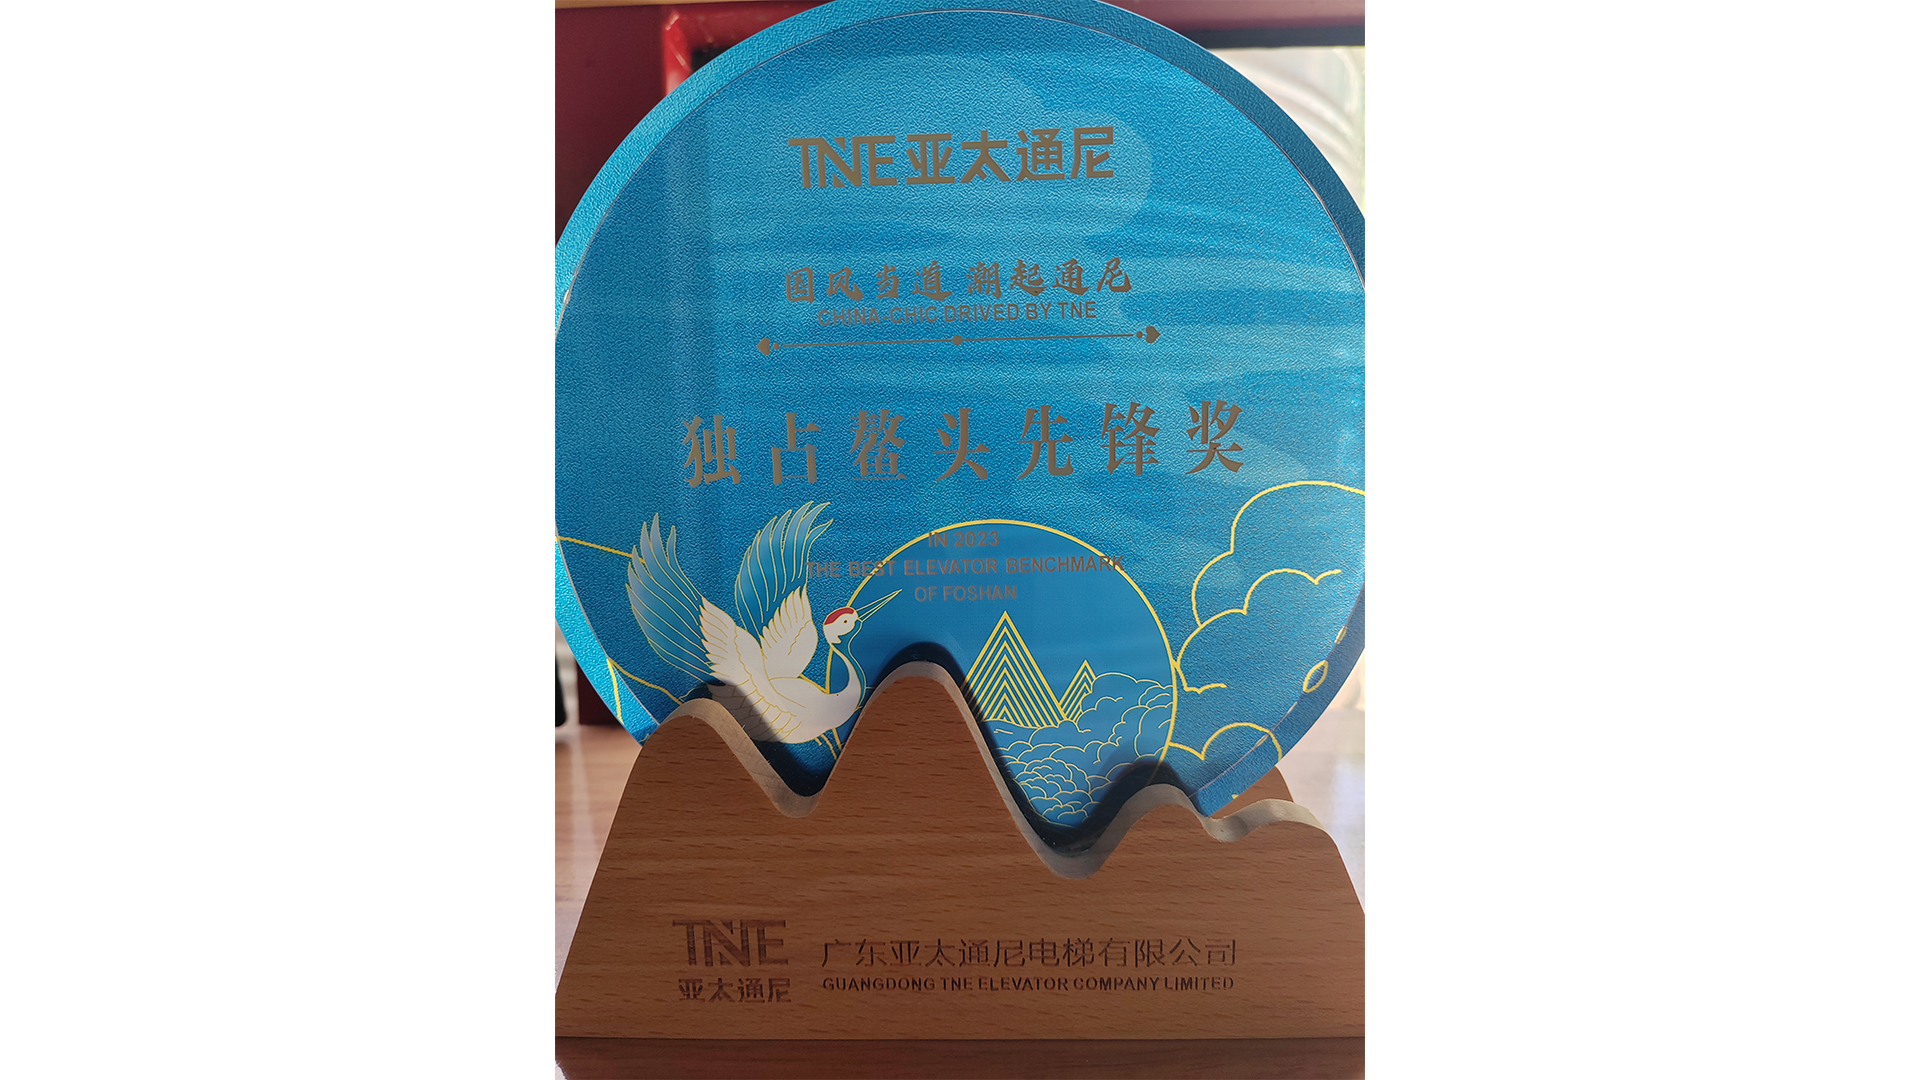 TNE亚太通尼
国风当道 潮起通尼
CHINA-CHIC DRIVED BY TNE
独占鳌头先锋奖
IN 2023
THE BEST ELEVATOR BENCHMARK
OF FOSHAN
TNE
亚太通尼
广东亚太通尼电梯有限公司
GUANGDONG TNE ELEVATOR COMPANY LIMITED